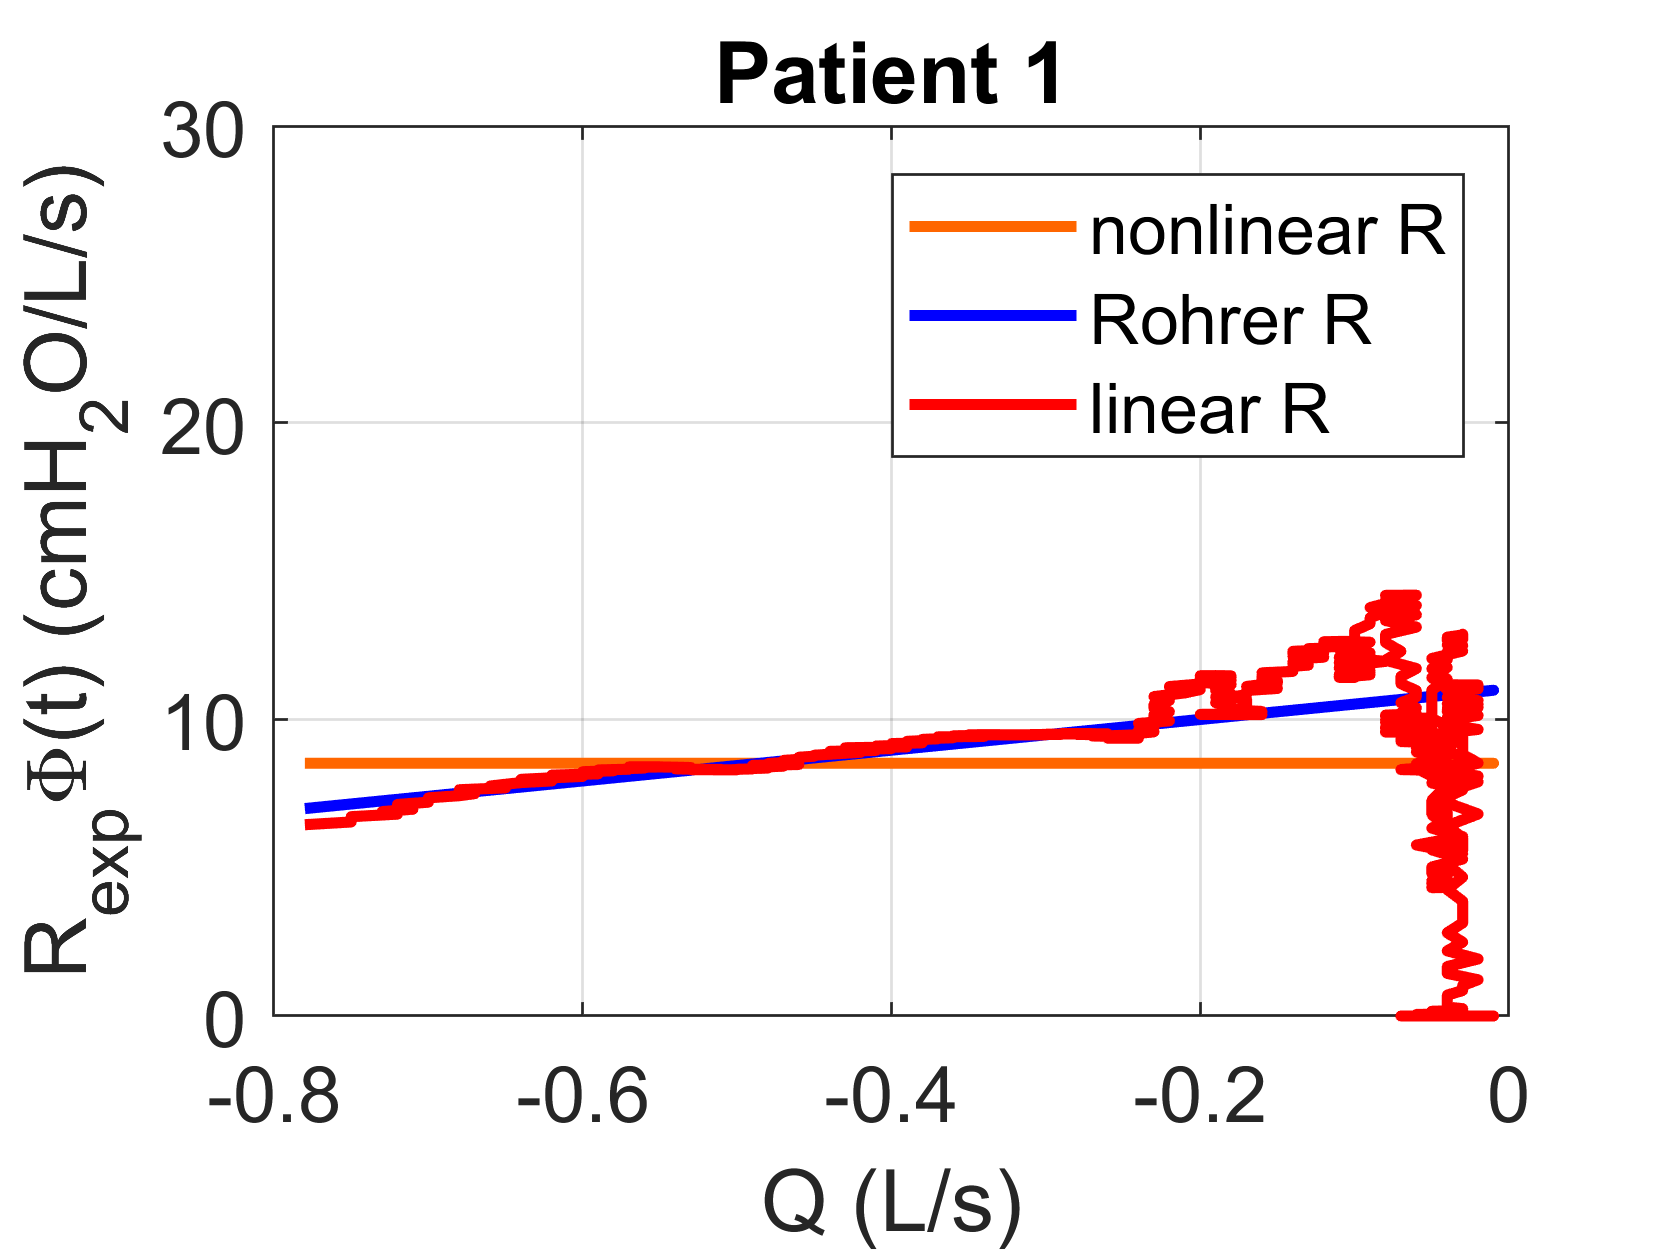 Patient 1
R_exp Φ(t) (cmH_2O/L/s)
30
20
10
0
nonlinear R
Rohrer R
linear R
-0.8 -0.6 -0.4 -0.2 0
Q (L/s)